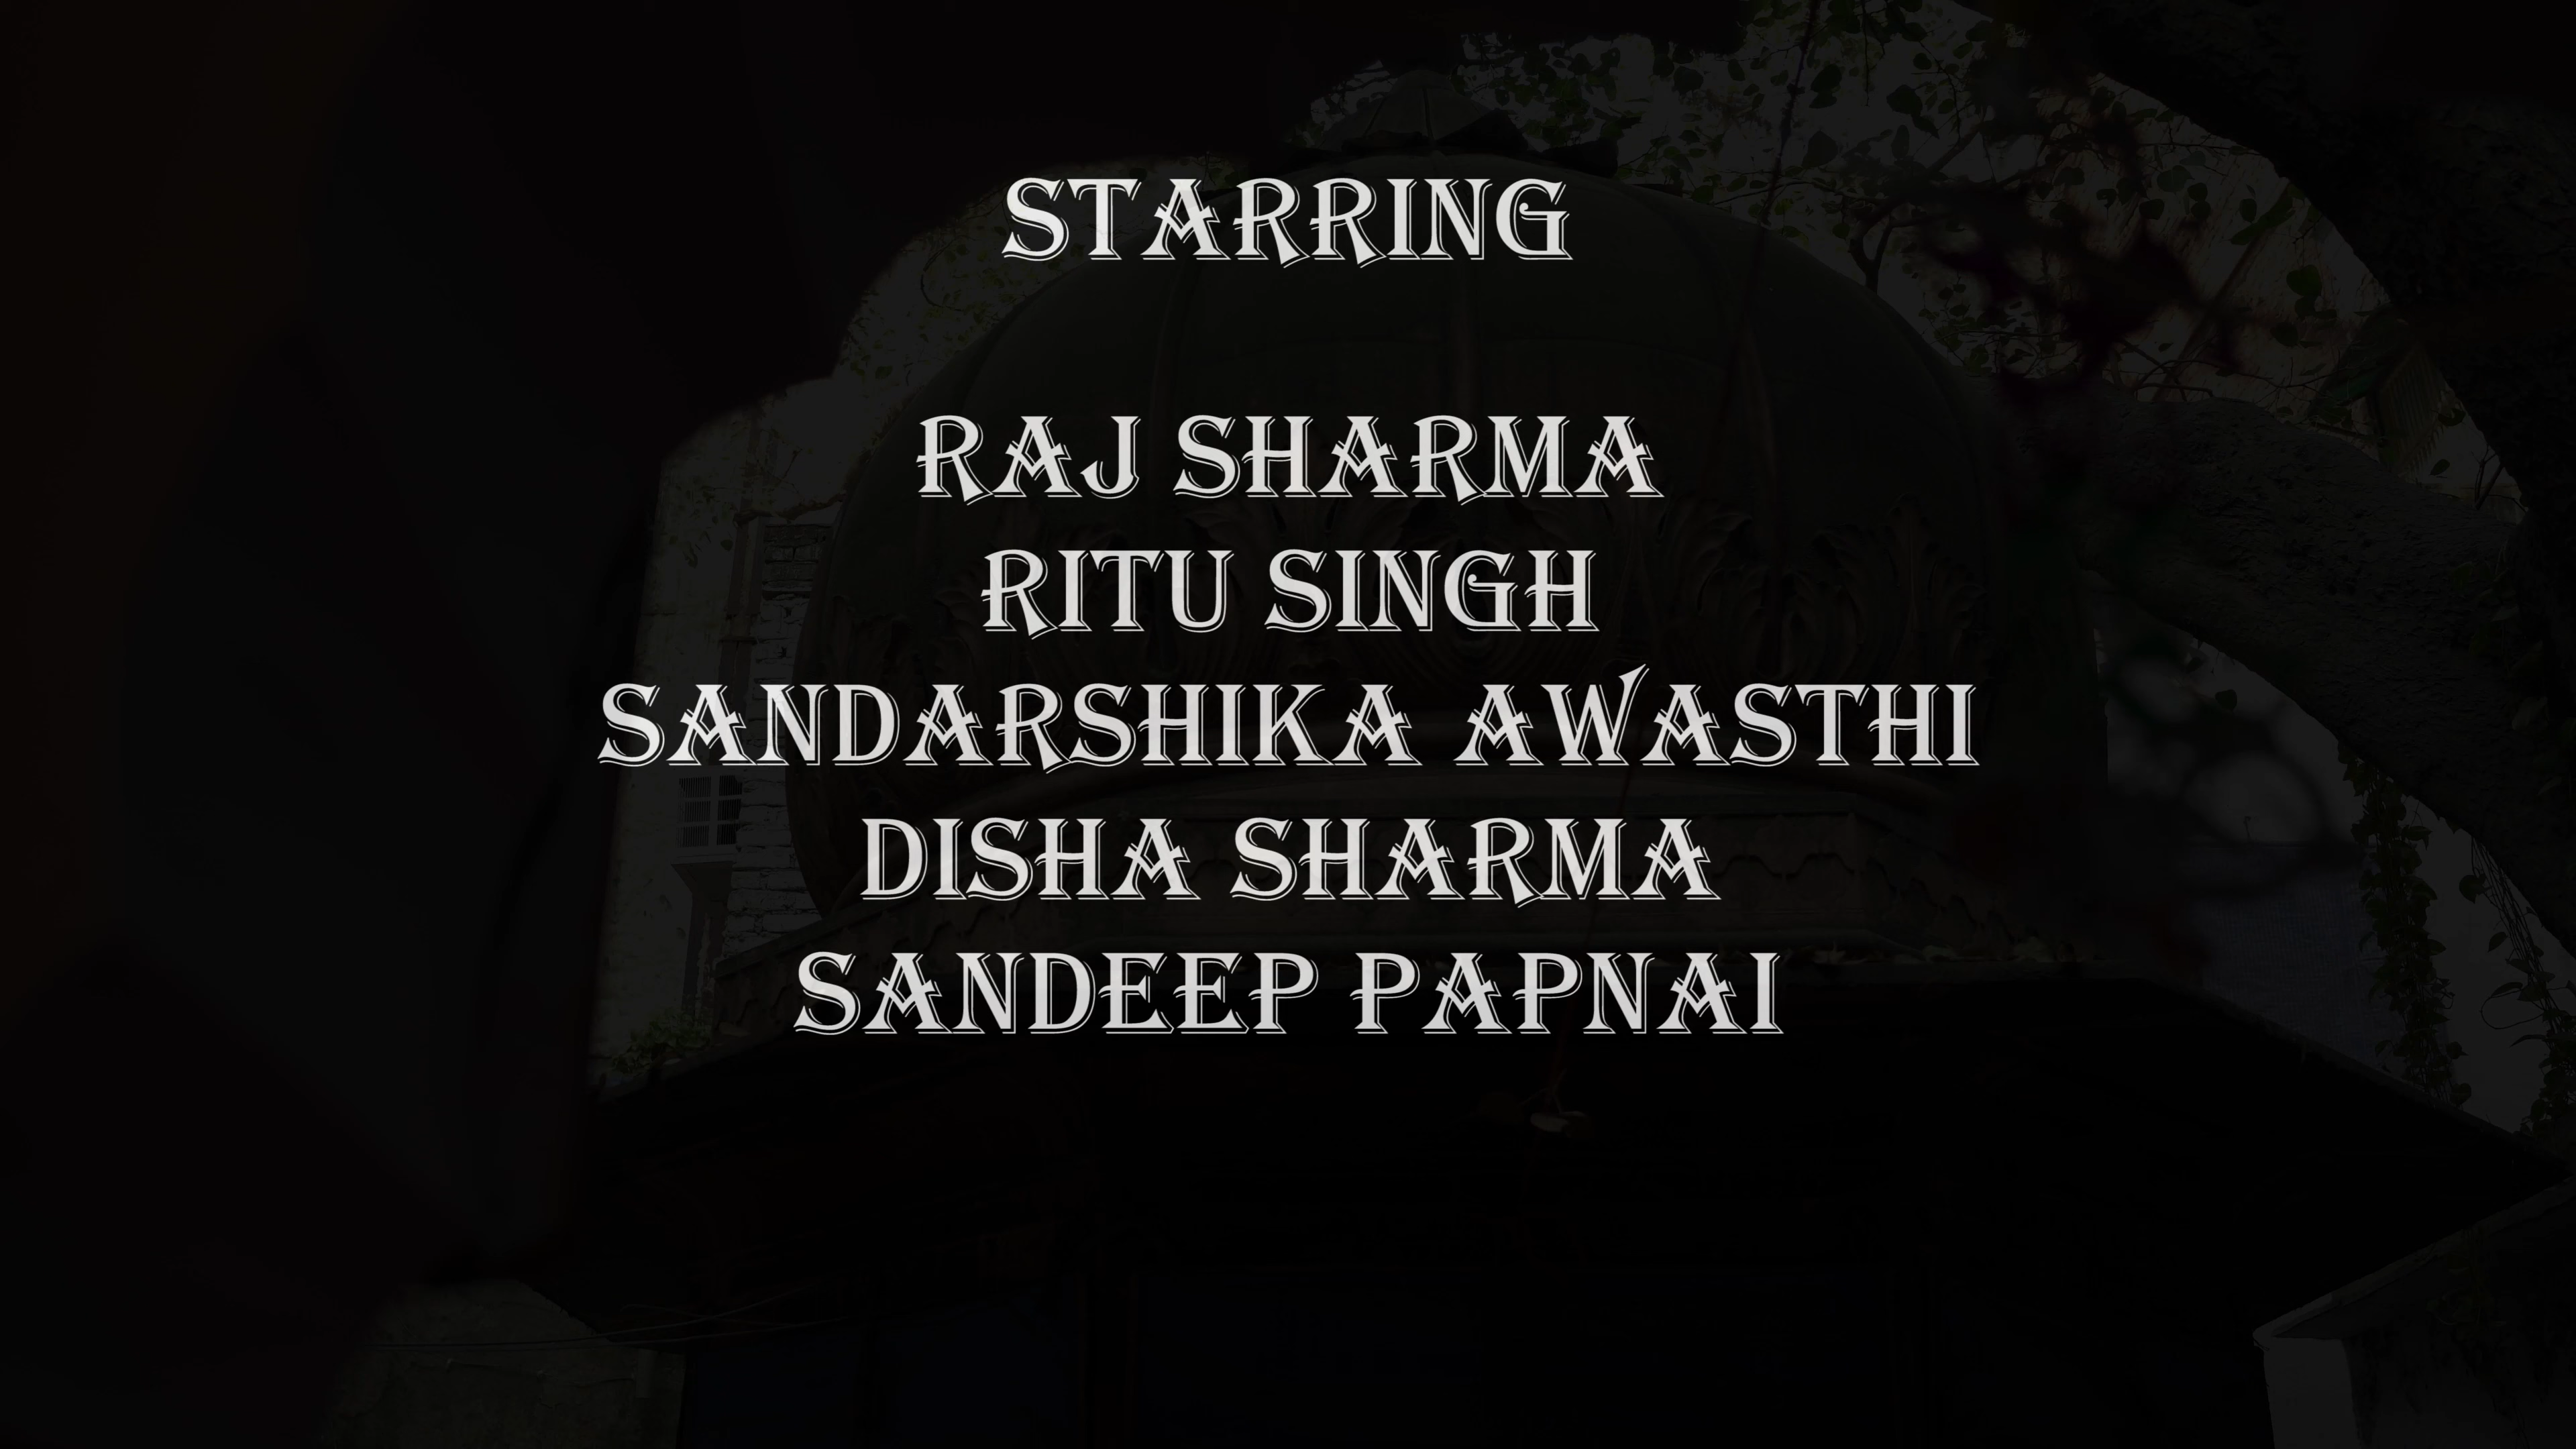 STARRING
RAJ SHARMA
RITU SINGH
SANDARSHIKA AWASTHI
DISHA SHARMA
SANDEEP PAPNAI